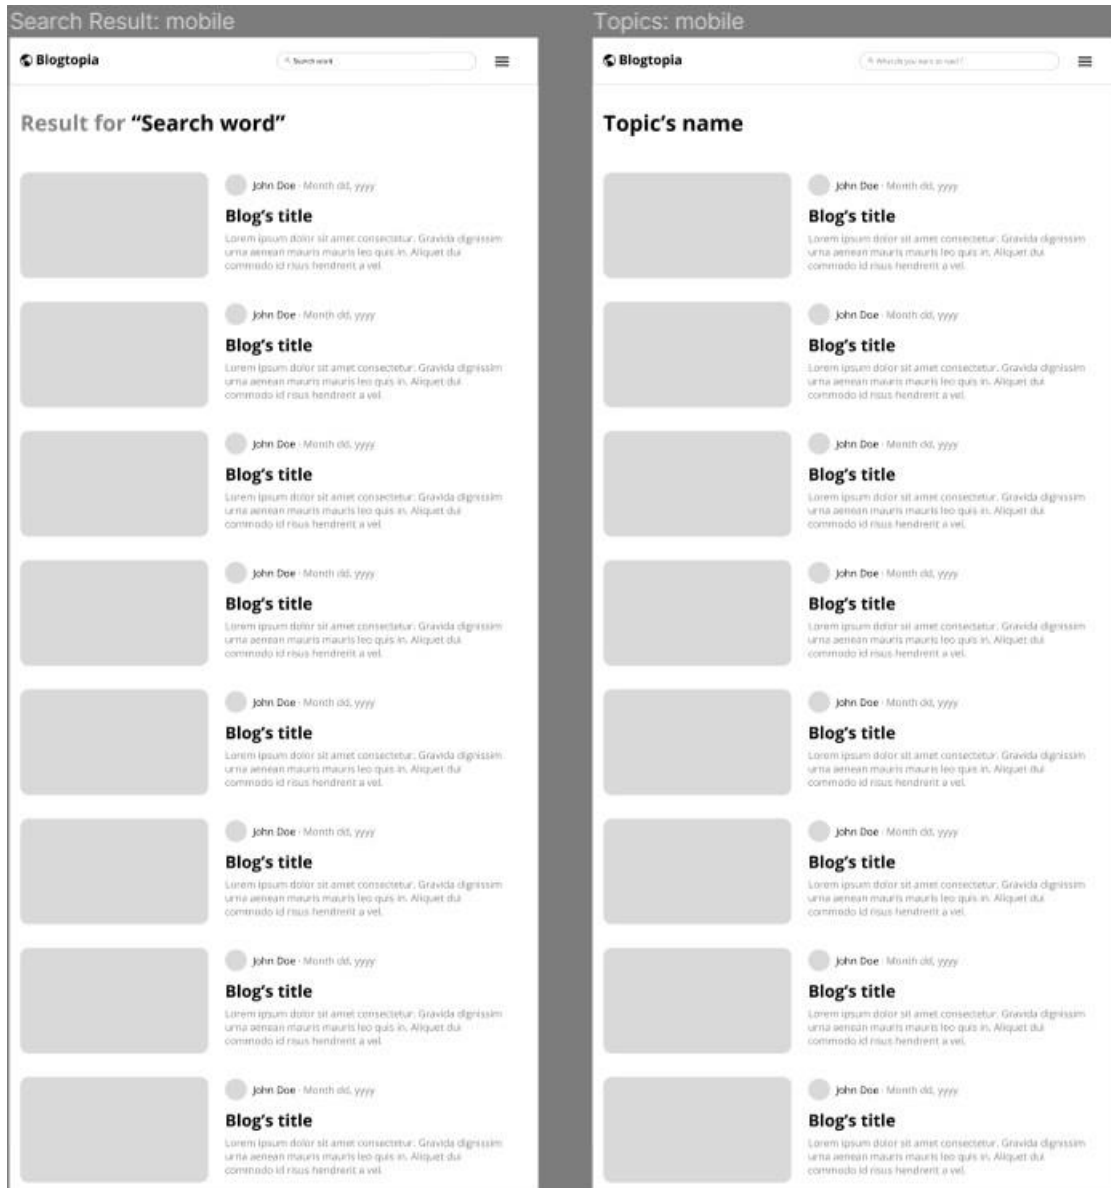 Search Result: mobile
Blogtopia
Search word
Result for “Search word”
John Doe · Month dd, yyyy
Blog’s title
Lorem ipsum dolor sit amet consectetur. Gravida dignissim
urna aenean mauris mauris leo quis in. Aliquet dui
commodo id risus hendrerit a vel.
John Doe · Month dd, yyyy
Blog’s title
Lorem ipsum dolor sit amet consectetur. Gravida dignissim
urna aenean mauris mauris leo quis in. Aliquet dui
commodo id risus hendrerit a vel.
John Doe · Month dd, yyyy
Blog’s title
Lorem ipsum dolor sit amet consectetur. Gravida dignissim
urna aenean mauris mauris leo quis in. Aliquet dui
commodo id risus hendrerit a vel.
John Doe · Month dd, yyyy
Blog’s title
Lorem ipsum dolor sit amet consectetur. Gravida dignissim
urna aenean mauris mauris leo quis in. Aliquet dui
commodo id risus hendrerit a vel.
John Doe · Month dd, yyyy
Blog’s title
Lorem ipsum dolor sit amet consectetur. Gravida dignissim
urna aenean mauris mauris leo quis in. Aliquet dui
commodo id risus hendrerit a vel.
John Doe · Month dd, yyyy
Blog’s title
Lorem ipsum dolor sit amet consectetur. Gravida dignissim
urna aenean mauris mauris leo quis in. Aliquet dui
commodo id risus hendrerit a vel.
John Doe · Month dd, yyyy
Blog’s title
Lorem ipsum dolor sit amet consectetur. Gravida dignissim
urna aenean mauris mauris leo quis in. Aliquet dui
commodo id risus hendrerit a vel.
John Doe · Month dd, yyyy
Blog’s title
Lorem ipsum dolor sit amet consectetur. Gravida dignissim
urna aenean mauris mauris leo quis in. Aliquet dui
commodo id risus hendrerit a vel.
Topics: mobile
Blogtopia
What do you want to read?
Topic’s name
John Doe · Month dd, yyyy
Blog’s title
Lorem ipsum dolor sit amet consectetur. Gravida dignissim
urna aenean mauris mauris leo quis in. Aliquet dui
commodo id risus hendrerit a vel.
John Doe · Month dd, yyyy
Blog’s title
Lorem ipsum dolor sit amet consectetur. Gravida dignissim
urna aenean mauris mauris leo quis in. Aliquet dui
commodo id risus hendrerit a vel.
John Doe · Month dd, yyyy
Blog’s title
Lorem ipsum dolor sit amet consectetur. Gravida dignissim
urna aenean mauris mauris leo quis in. Aliquet dui
commodo id risus hendrerit a vel.
John Doe · Month dd, yyyy
Blog’s title
Lorem ipsum dolor sit amet consectetur. Gravida dignissim
urna aenean mauris mauris leo quis in. Aliquet dui
commodo id risus hendrerit a vel.
John Doe · Month dd, yyyy
Blog’s title
Lorem ipsum dolor sit amet consectetur. Gravida dignissim
urna aenean mauris mauris leo quis in. Aliquet dui
commodo id risus hendrerit a vel.
John Doe · Month dd, yyyy
Blog’s title
Lorem ipsum dolor sit amet consectetur. Gravida dignissim
urna aenean mauris mauris leo quis in. Aliquet dui
commodo id risus hendrerit a vel.
John Doe · Month dd, yyyy
Blog’s title
Lorem ipsum dolor sit amet consectetur. Gravida dignissim
urna aenean mauris mauris leo quis in. Aliquet dui
commodo id risus hendrerit a vel.
John Doe · Month dd, yyyy
Blog’s title
Lorem ipsum dolor sit amet consectetur. Gravida dignissim
urna aenean mauris mauris leo quis in. Aliquet dui
commodo id risus hendrerit a vel.